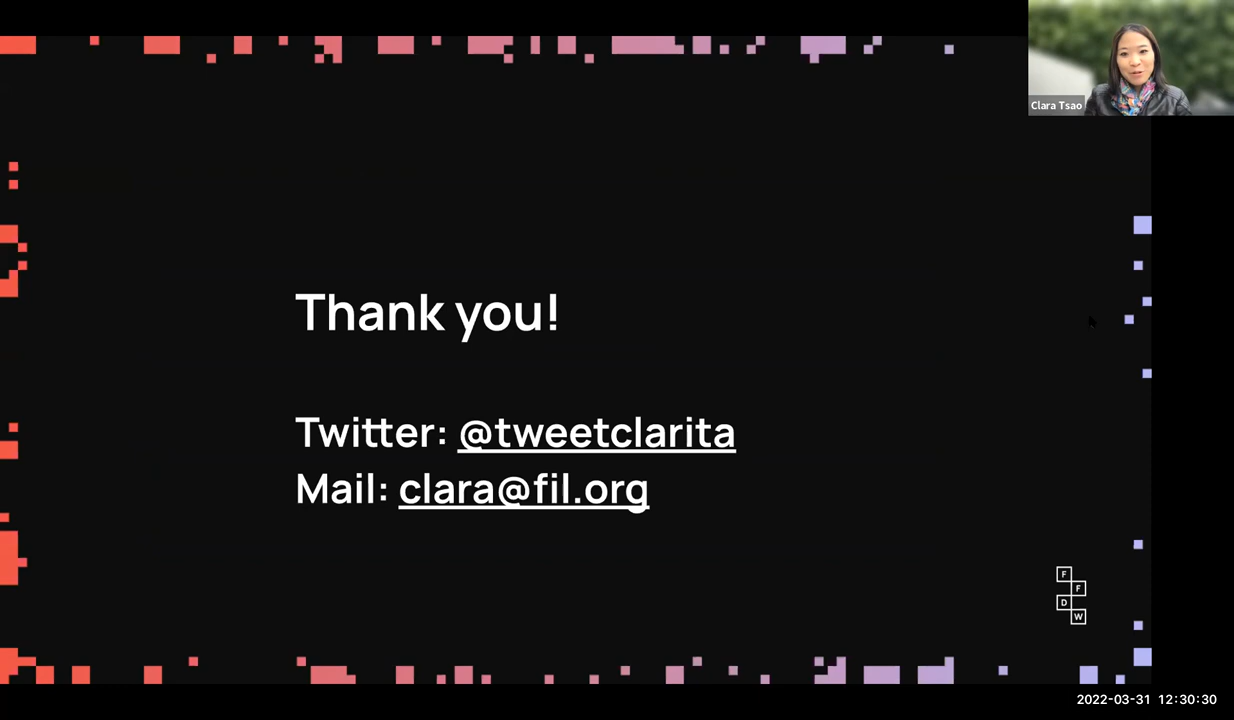 Clara Tsao
Thank you!
Twitter: @tweetclarita
Mail: clara@fil.org
F
F
D
W
2022-03-31 12:30:30